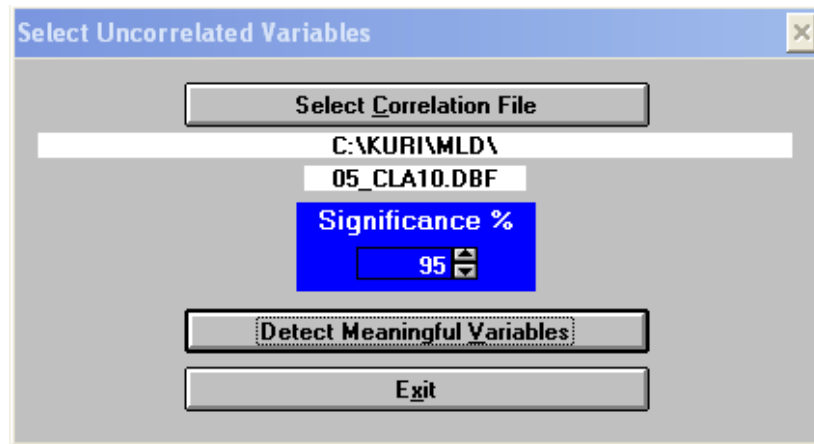 Select Uncorrelated Variables
Select Correlation File
C:\KURI\MLD\
05_CLA10.DBF
Significance %
95
Detect Meaningful Variables
Exit